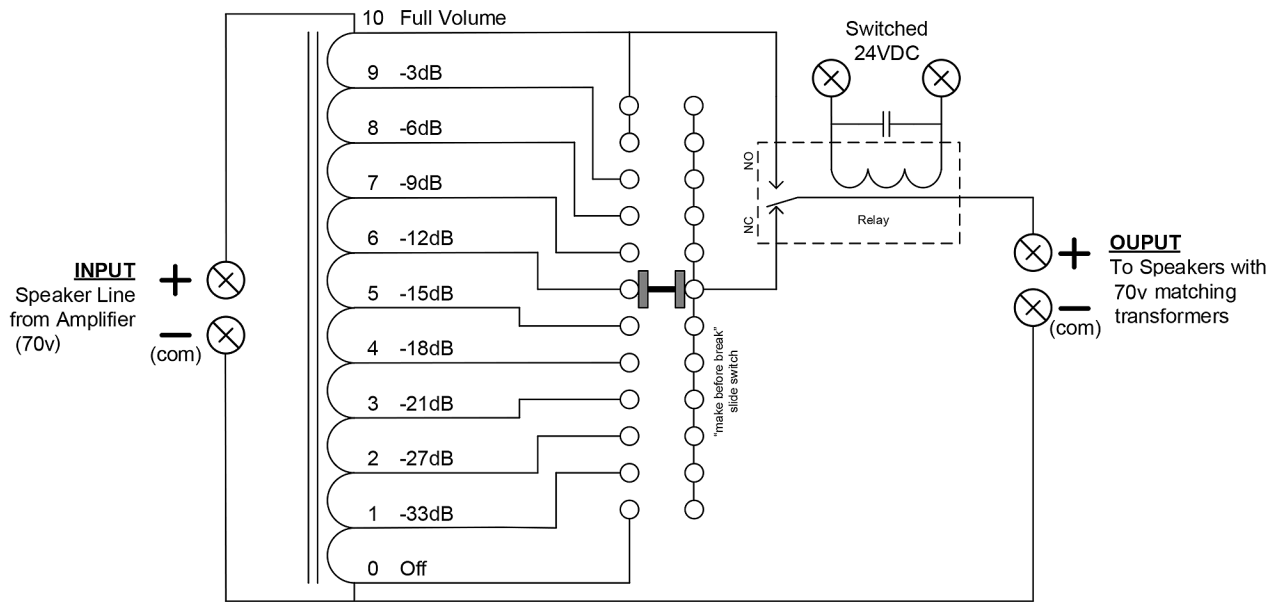 10 Full Volume
9 -3dB
8 -6dB
7 -9dB
6 -12dB
5 -15dB
4 -18dB
3 -21dB
2 -27dB
1 -33dB
0 Off
INPUT
Speaker Line
from Amplifier
(70v)
+
−
(com)
"make before break"
slide switch
Switched
24VDC
NO
NC
Relay
+
−
(com)
OUPUT
To Speakers with
70v matching
transformers